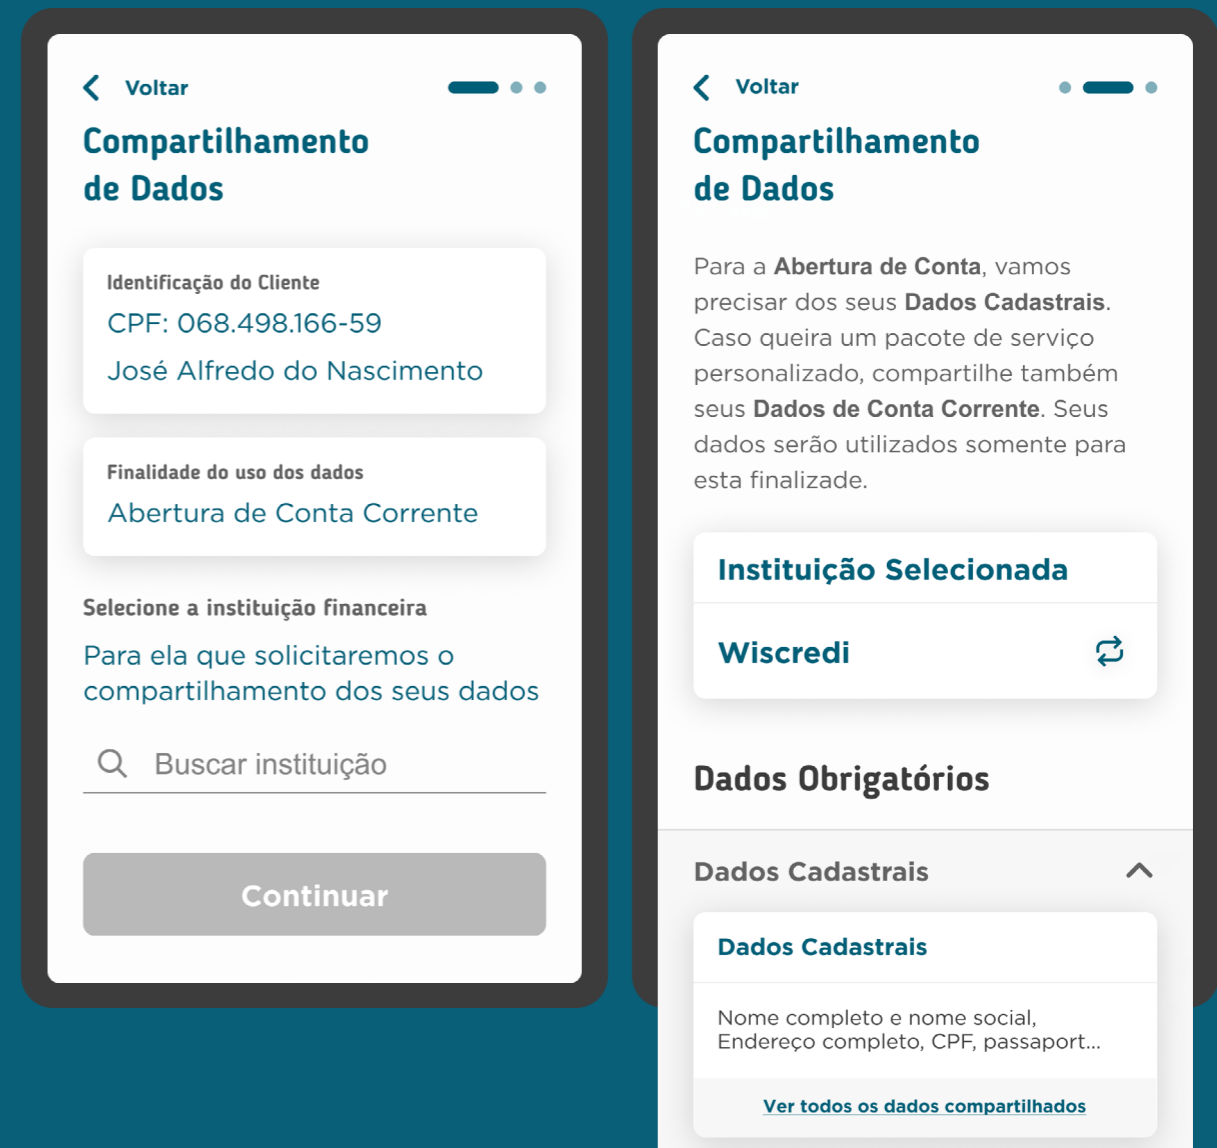 Voltar
Compartilhamento
de Dados
Identificação do Cliente
CPF: 068.498.166-59
José Alfredo do Nascimento
Finalidade do uso dos dados
Abertura de Conta Corrente
Selecione a instituição financeira
Para ela que solicitaremos o
compartilhamento dos seus dados
Buscar instituição
Continuar
Voltar
Compartilhamento
de Dados
Para a Abertura de Conta, vamos
precisar dos seus Dados Cadastrais.
Caso queira um pacote de serviço
personalizado, compartilhe também
seus Dados de Conta Corrente. Seus
dados serão utilizados somente para
esta finalizade.
Instituição Selecionada
Wiscredi
Dados Obrigatórios
Dados Cadastrais
Dados Cadastrais
Nome completo e nome social,
Endereço completo, CPF, passaport...
Ver todos os dados compartilhados